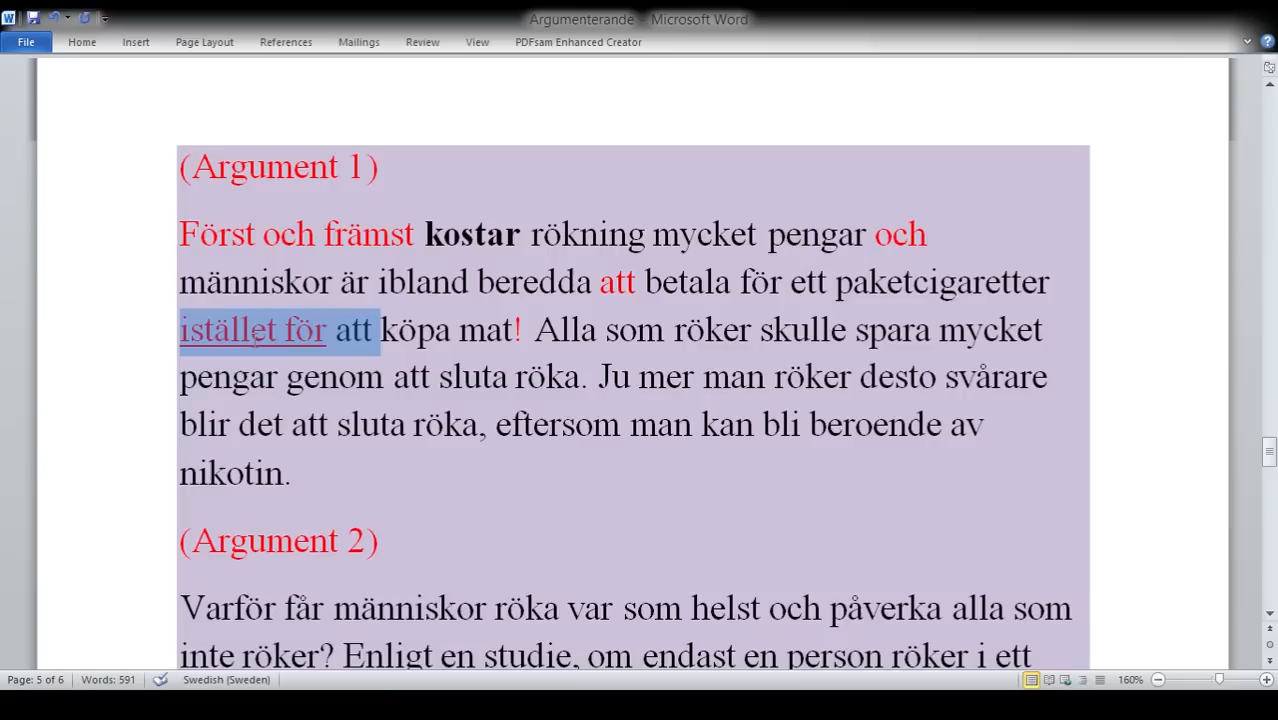 Argumenterande - Microsoft Word
File Home Insert Page Layout References Mailings Review View PDFsam Enhanced Creator
(Argument 1)
Först och främst kostar rökning mycket pengar och
människor är ibland beredda att betala för ett paketcigaretter
istället för att köpa mat! Alla som röker skulle spara mycket
pengar genom att sluta röka. Ju mer man röker desto svårare
blir det att sluta röka, eftersom man kan bli beroende av
nikotin.
(Argument 2)
Varför får människor röka var som helst och påverka alla som
inte röker? Enligt en studie, om endast en person röker i ett
Page: 5 of 6 Words: 591 Swedish (Sweden) 160%